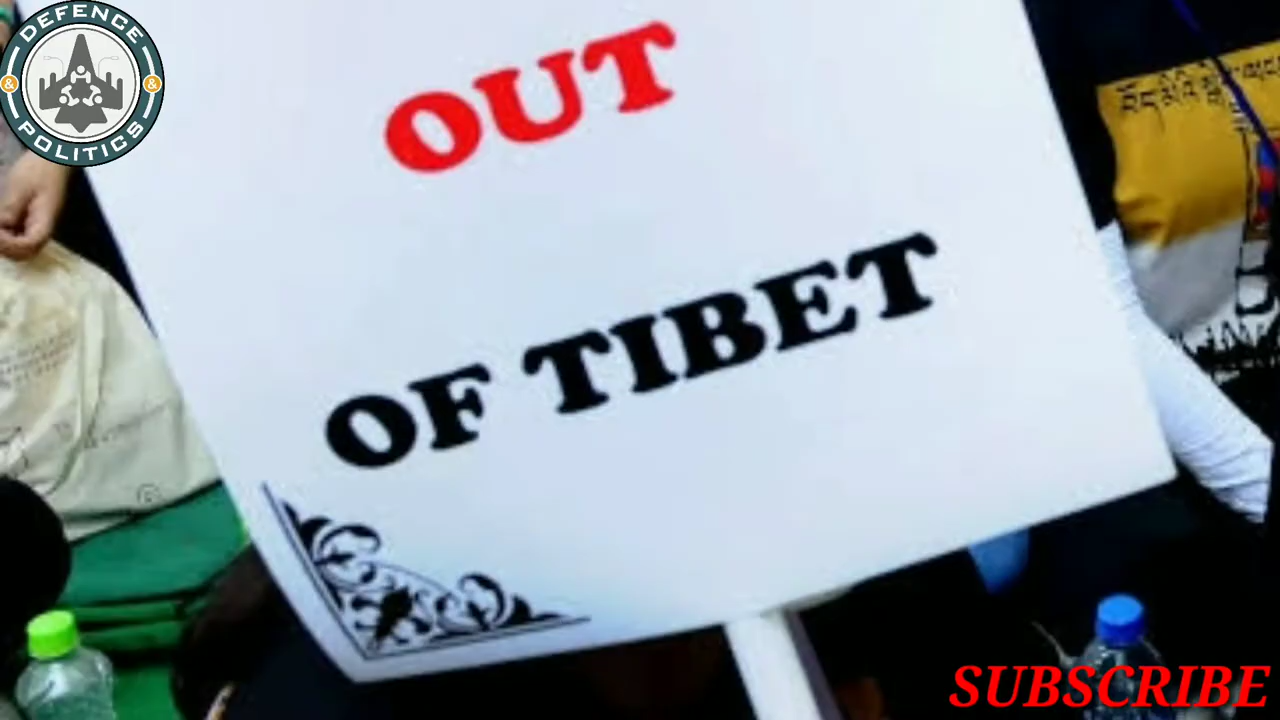 DEFENCE
&
&
POLITICS
OUT
OF TIBET
SUBSCRIBE